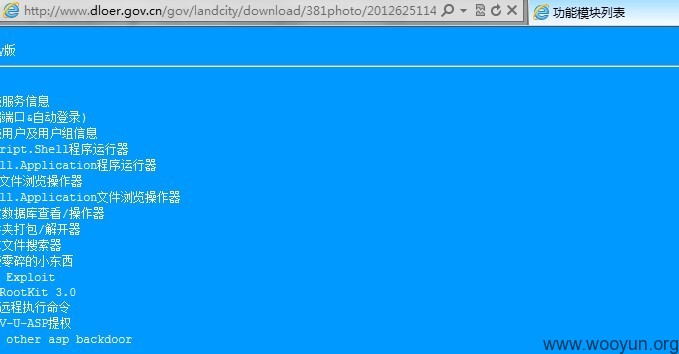 http://www.dloer.gov.cn/gov/landcity/download/381photo/2012625114
功能模块列表
版
服务信息
端口&自动登录)
用户及用户组信息
ript.Shell程序运行器
ll.Application程序运行器
文件浏览操作器
ll.Application文件浏览操作器
数据库查看/操作器
夹打包/解开器
文件搜索器
零碎的小东西
Exploit
RootKit 3.0
远程执行命令
V-U-ASP提权
other asp backdoor
www.wooyun.org